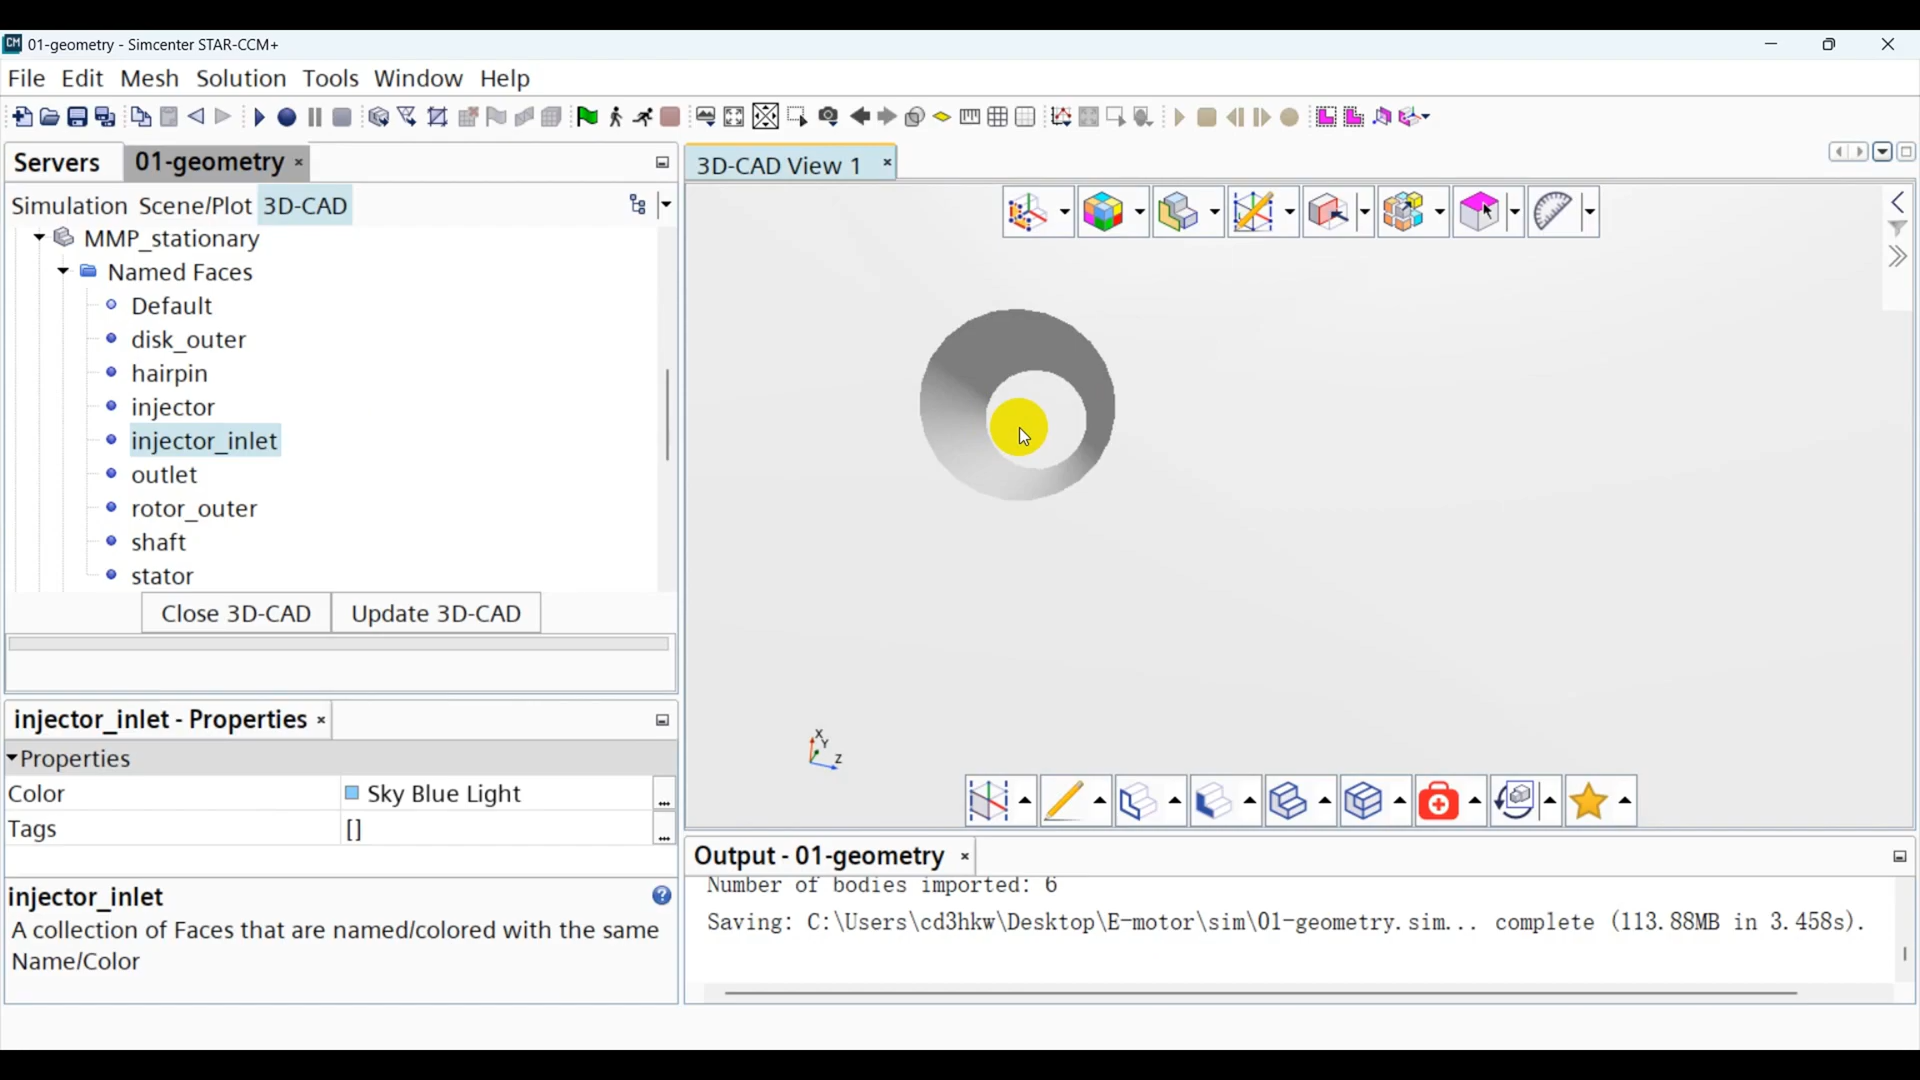 CM 01-geometry - Simcenter STAR-CCM+
File Edit Mesh Solution Tools Window Help
Servers 01-geometry ×
3D-CAD View 1 ×
Simulation Scene/Plot 3D-CAD
MMP_stationary
Named Faces
Default
disk_outer
hairpin
injector
injector_inlet
outlet
rotor_outer
shaft
stator
Close 3D-CAD Update 3D-CAD
X
Y
Z
injector_inlet - Properties ×
Properties
Color Sky Blue Light ...
Tags [] ...
injector_inlet
A collection of Faces that are named/colored with the same
Name/Color
Output - 01-geometry ×
Number of bodies imported: 6
Saving: C:\Users\cd3hkw\Desktop\E-motor\sim\01-geometry.sim... complete (113.88MB in 3.458s).